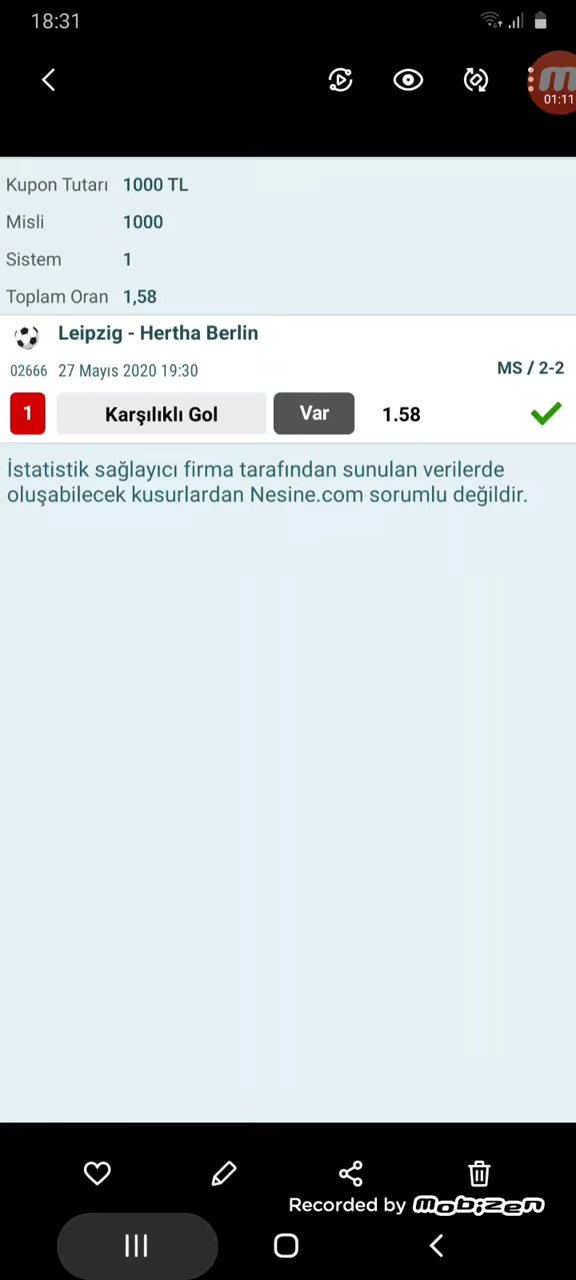 18:31
01:11
Kupon Tutarı 1000 TL
Misli 1000
Sistem 1
Toplam Oran 1,58
Leipzig - Hertha Berlin
02666 27 Mayıs 2020 19:30 MS / 2-2
1 Karşılıklı Gol Var 1.58
İstatistik sağlayıcı firma tarafından sunulan verilerde
oluşabilecek kusurlardan Nesine.com sorumlu değildir.
Recorded by mobizen